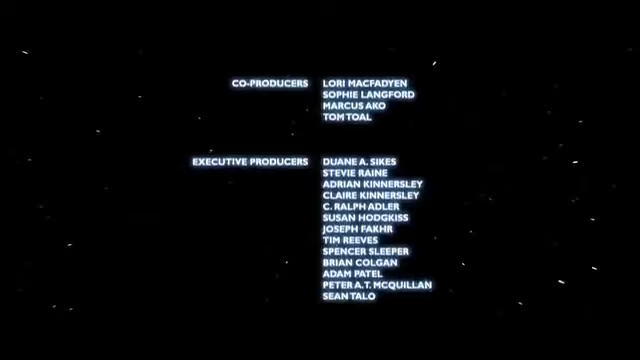 CO-PRODUCERS LORI MACFADYEN
SOPHIE LANGFORD
MARCUS AKO
TOM TOAL
EXECUTIVE PRODUCERS DUANE A. SIKES
STEVIE RAINE
ADRIAN KINNERSLEY
CLAIRE KINNERSLEY
C. RALPH ADLER
SUSAN HODGKISS
JOSEPH FAKHR
TIM REEVES
SPENCER SLEEPER
BRIAN COLGAN
ADAM PATEL
PETER A.T. MCQUILLAN
SEAN TALO